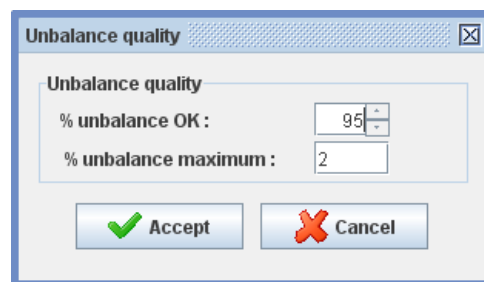 Unbalance quality
Unbalance quality
% unbalance OK : 95
% unbalance maximum : 2
Accept Cancel